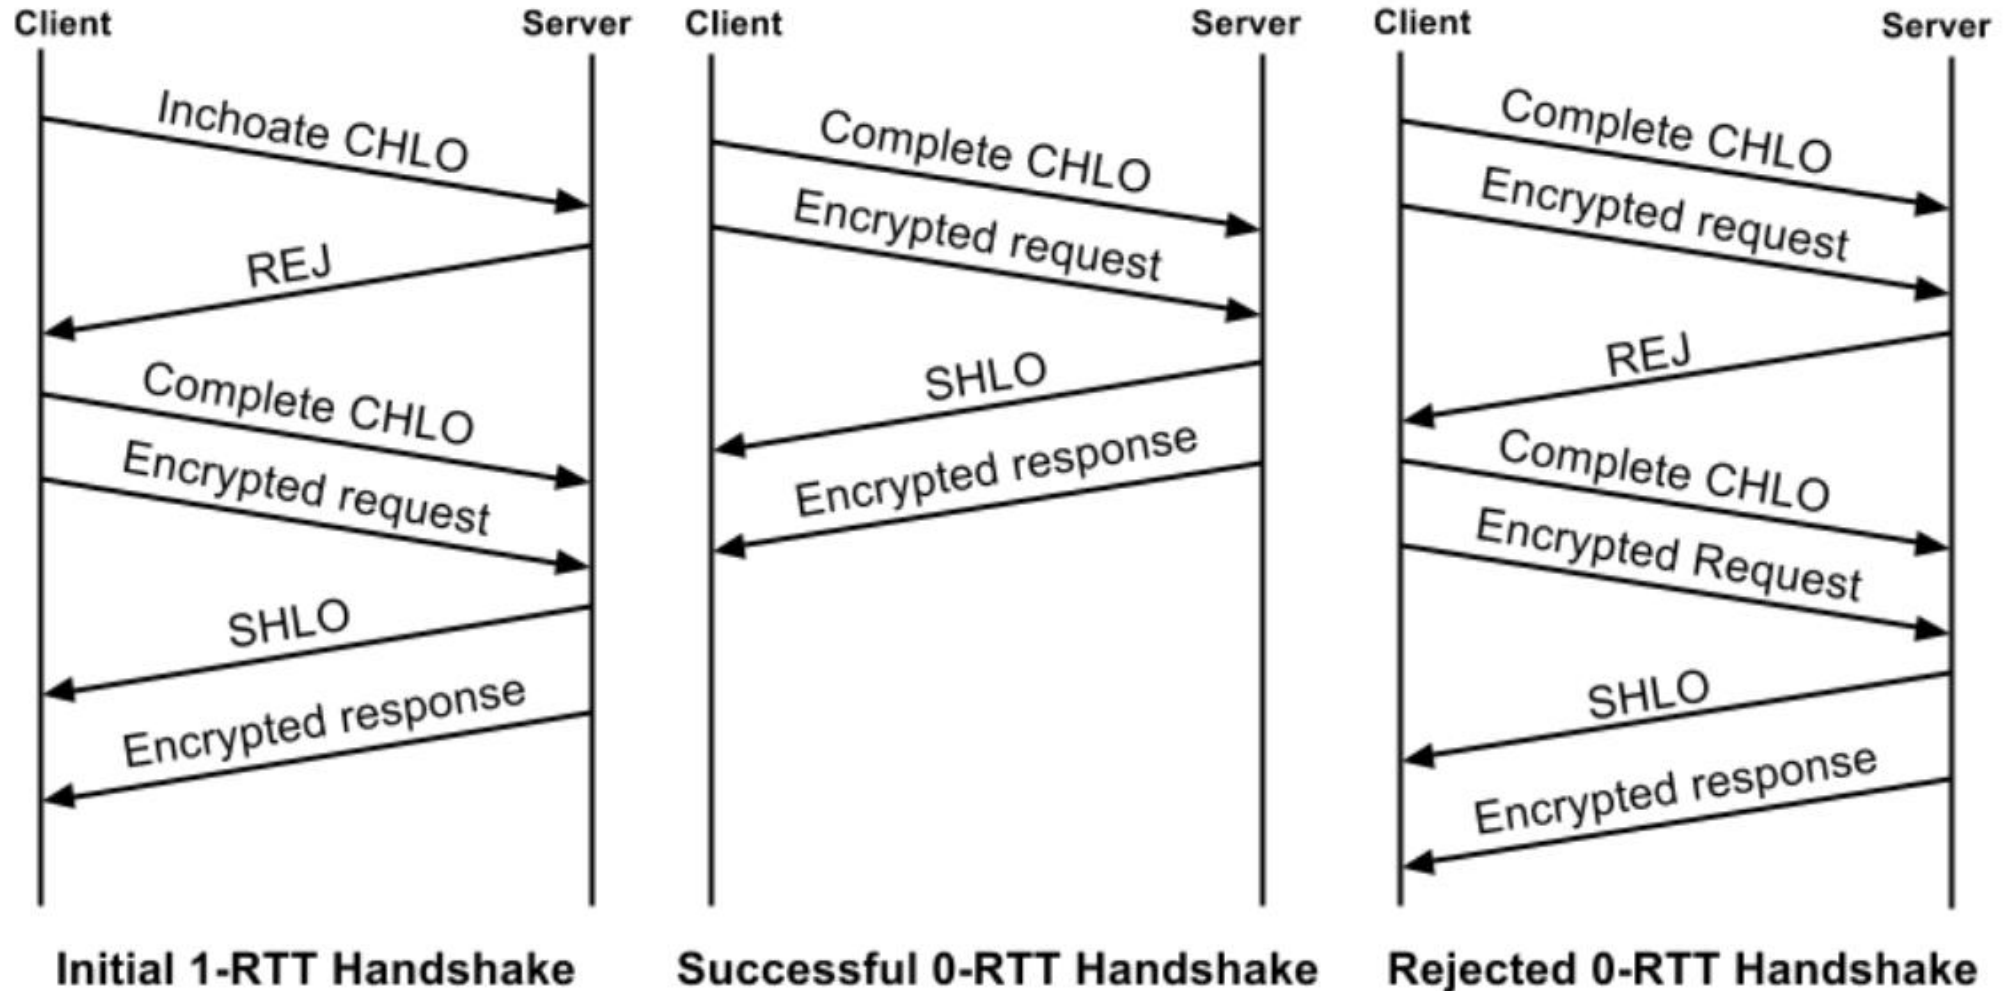 Client
Server
Inchoate CHLO
REJ
Complete CHLO
Encrypted request
SHLO
Encrypted response
Initial 1-RTT Handshake
Client
Server
Complete CHLO
Encrypted request
SHLO
Encrypted response
Successful 0-RTT Handshake
Client
Server
Complete CHLO
Encrypted request
REJ
Complete CHLO
Encrypted Request
SHLO
Encrypted response
Rejected 0-RTT Handshake